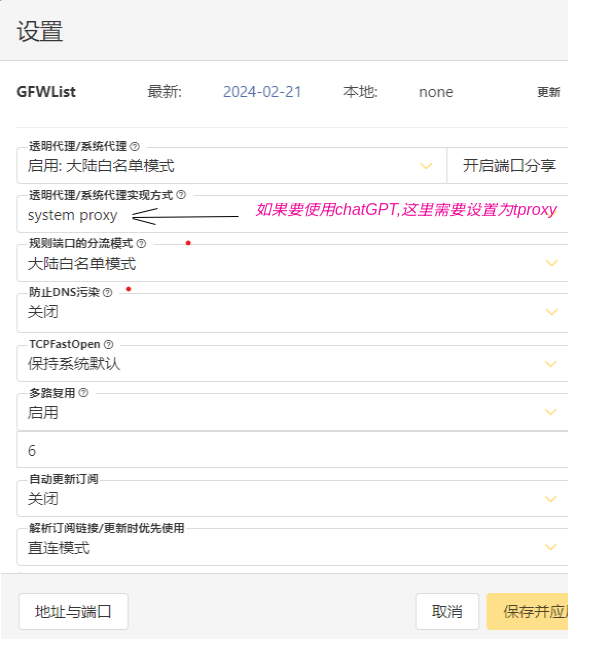 设置
GFWList 最新: 2024-02-21 本地: none 更新
透明代理/系统代理
启用: 大陆白名单模式 开启端口分享
透明代理/系统代理实现方式
system proxy 如果要使用chatGPT,这里需要设置为tproxy
规则端口的分流模式
大陆白名单模式
防止DNS污染
关闭
TCPFastOpen
保持系统默认
多路复用
启用
6
自动更新订阅
关闭
解析订阅链接/更新时优先使用
直连模式
地址与端口 取消 保存并应